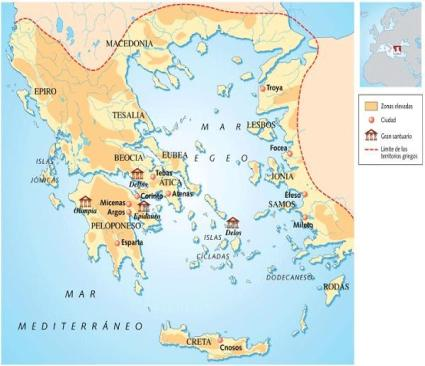 MACEDONIA
EPIRO
Troya
TESALIA
MAR
LESBOS
ISLAS
JÓNICAS
BEOCIA
EUBEA
EGEO
Focea
Tebas
Delfos
ATICA
JONIA
Corinto
Atenas
Micenas
Argos
Epidauro
Olimpia
Efeso
SAMOS
PELOPONESO
Delos
Mileto
Esparta
ISLAS
CÍCLADAS
DODECANESO
RODAS
MAR
MEDITERRÁNEO
CRETA
Cnosos
Zonas elevadas
Ciudad
Gran santuario
Límite de los
territorios griegos